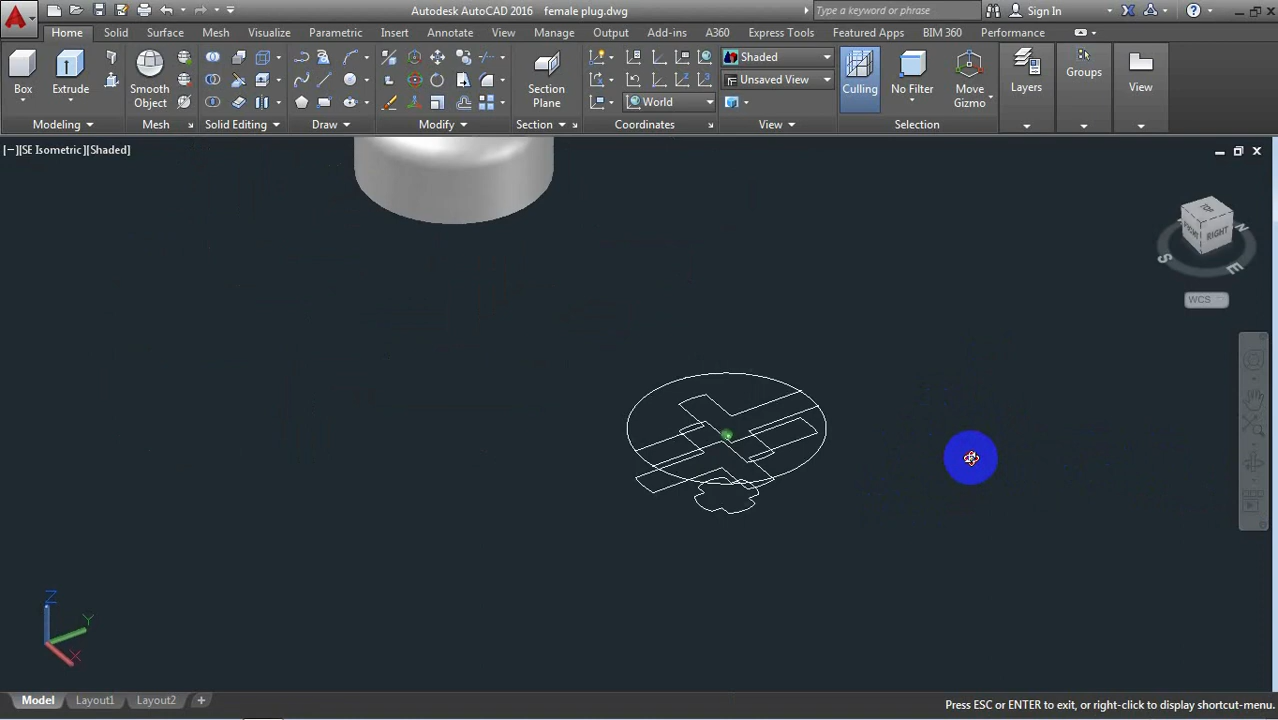 Autodesk AutoCAD 2016 female plug.dwg
Type a keyword or phrase
Sign In
Home Solid Surface Mesh Visualize Parametric Insert Annotate View Manage Output Add-ins A360 Express Tools Featured Apps BIM 360 Performance
Box
Extrude
Smooth
Object
Section
Plane
Shaded
Unsaved View
World
Culling
No Filter
Move
Gizmo
Layers
Groups
View
Modeling
Mesh
Solid Editing
Draw
Modify
Section
Coordinates
View
Selection
[−][SE Isometric][Shaded]
TOP
RIGHT
N
S
E
WCS
Z
Y
X
Model Layout1 Layout2 +
Press ESC or ENTER to exit, or right-click to display shortcut-menu.